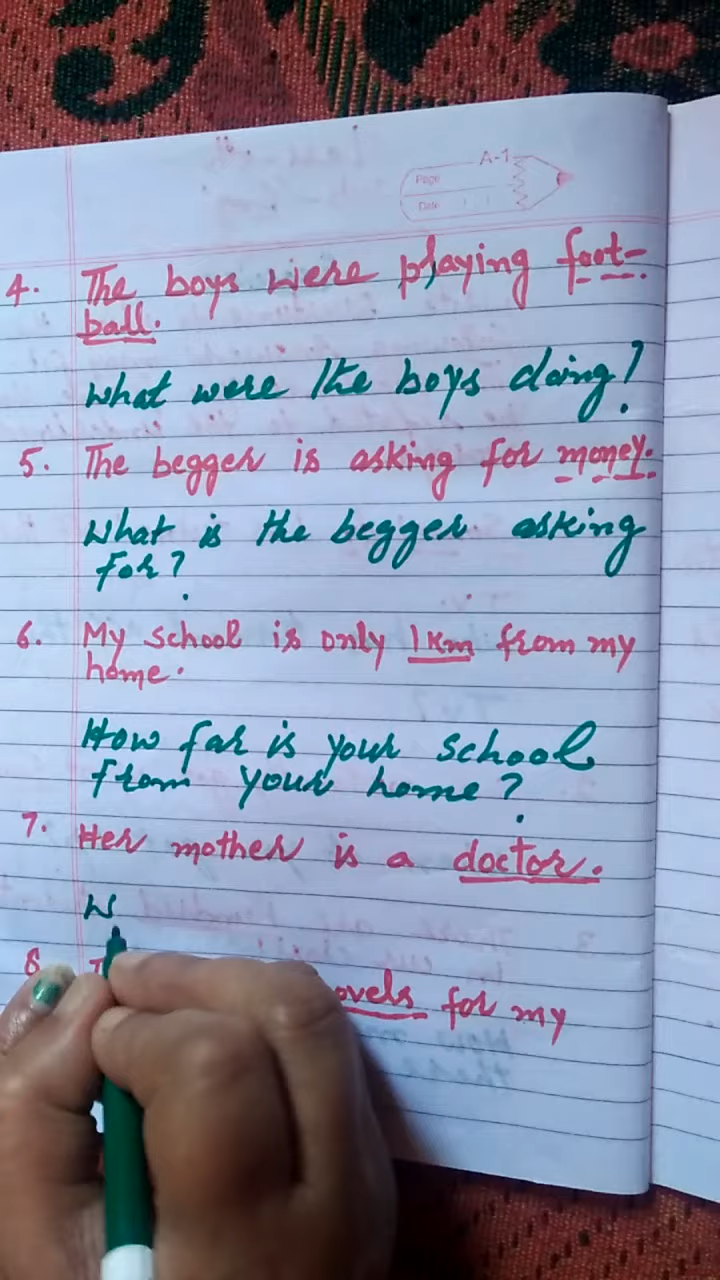 A-1
Page
Date
4. The boys were playing foot-
ball.
What were the boys doing?
5. The begger is asking for money.
What is the begger asking
for?
6. My school is only 1 Km from my
home.
How far is your school
from your home?
7. Her mother is a doctor.
W
8. ovels for my